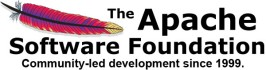 The Apache
Software Foundation
Community-led development since 1999.